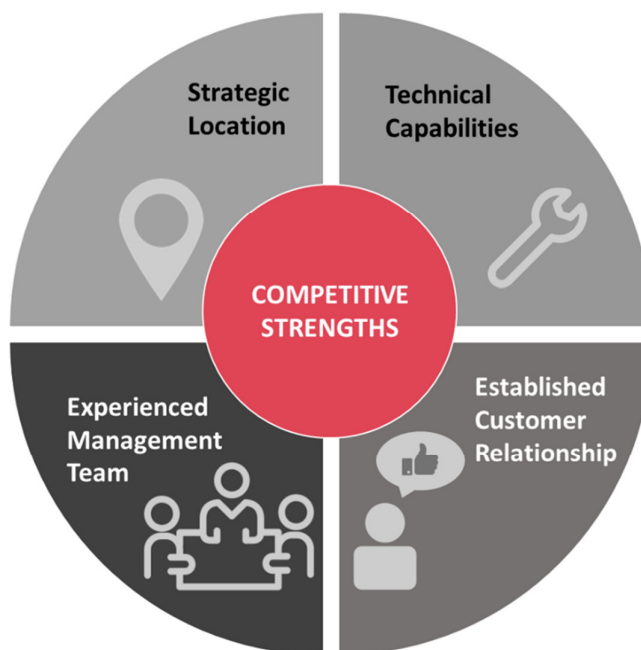 Strategic
Location
Technical
Capabilities
COMPETITIVE
STRENGTHS
Experienced
Management
Team
Established
Customer
Relationship